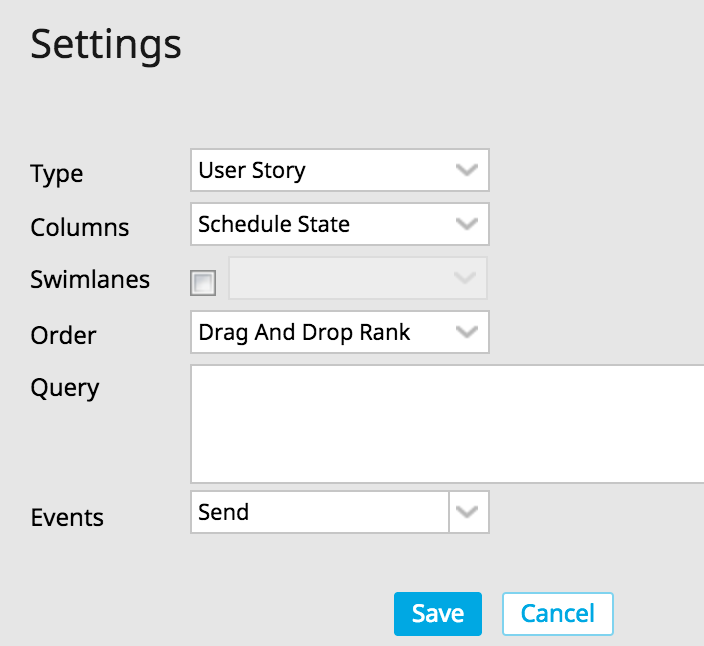 Settings
Type User Story
Columns Schedule State
Swimlanes
Order Drag And Drop Rank
Query
Events Send
Save Cancel